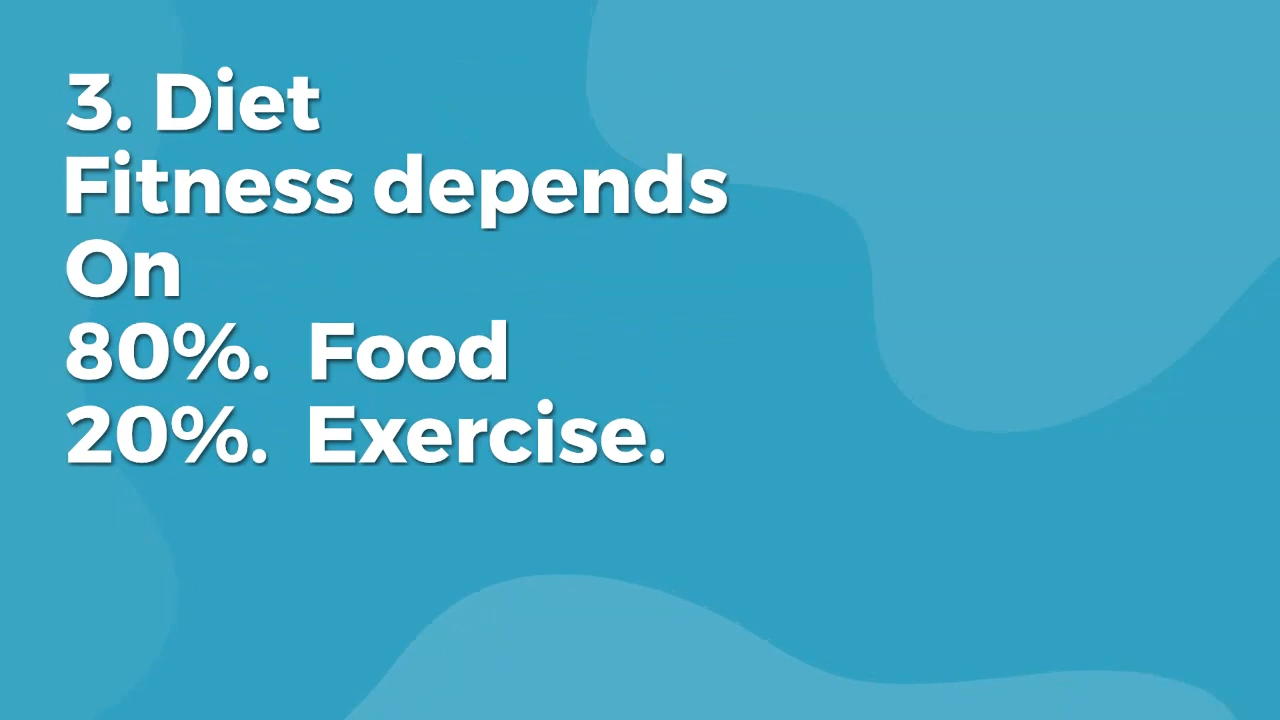 3. Diet
Fitness depends
On
80%.  Food
20%.  Exercise.